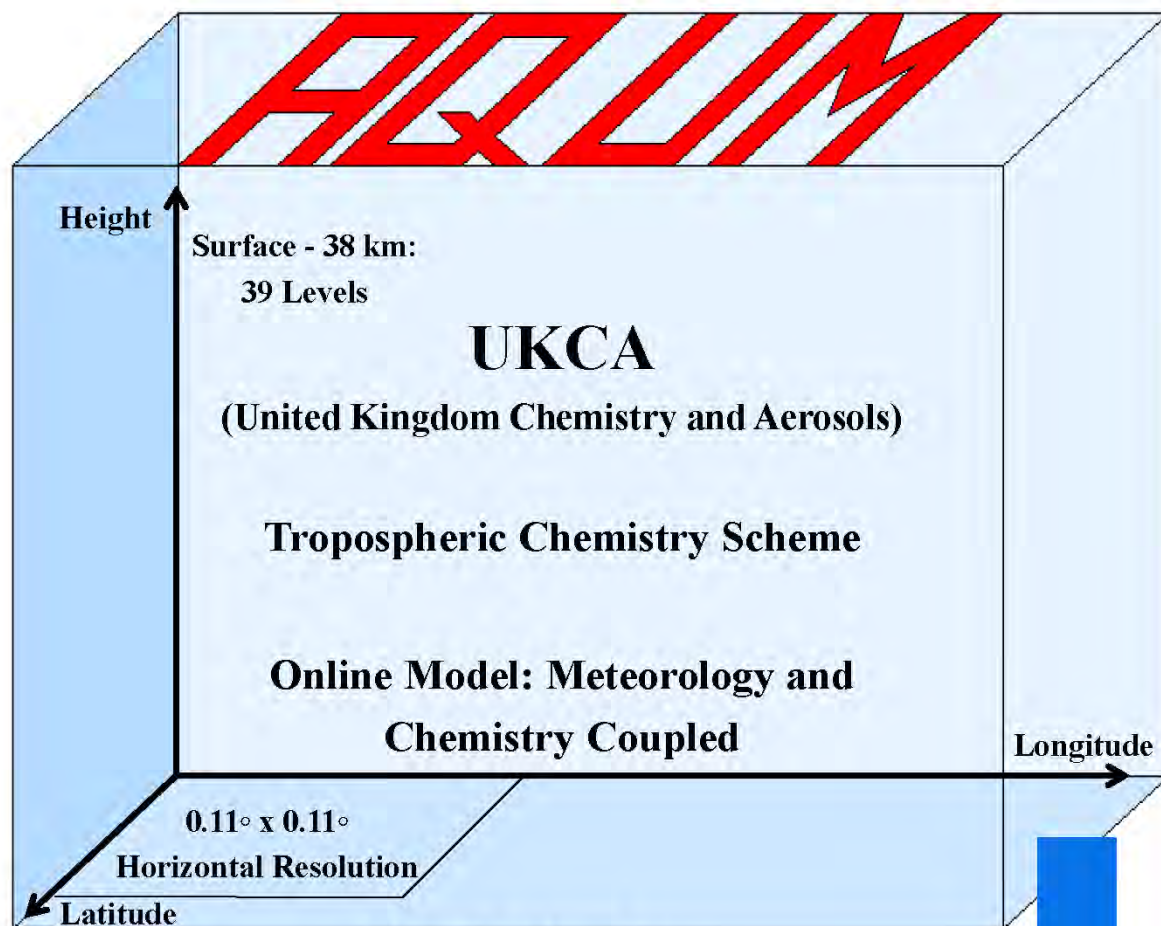 AQUM
Height
Surface - 38 km:
39 Levels
UKCA
(United Kingdom Chemistry and Aerosols)
Tropospheric Chemistry Scheme
Online Model: Meteorology and
Chemistry Coupled
Longitude
0.11◦ x 0.11◦
Horizontal Resolution
Latitude